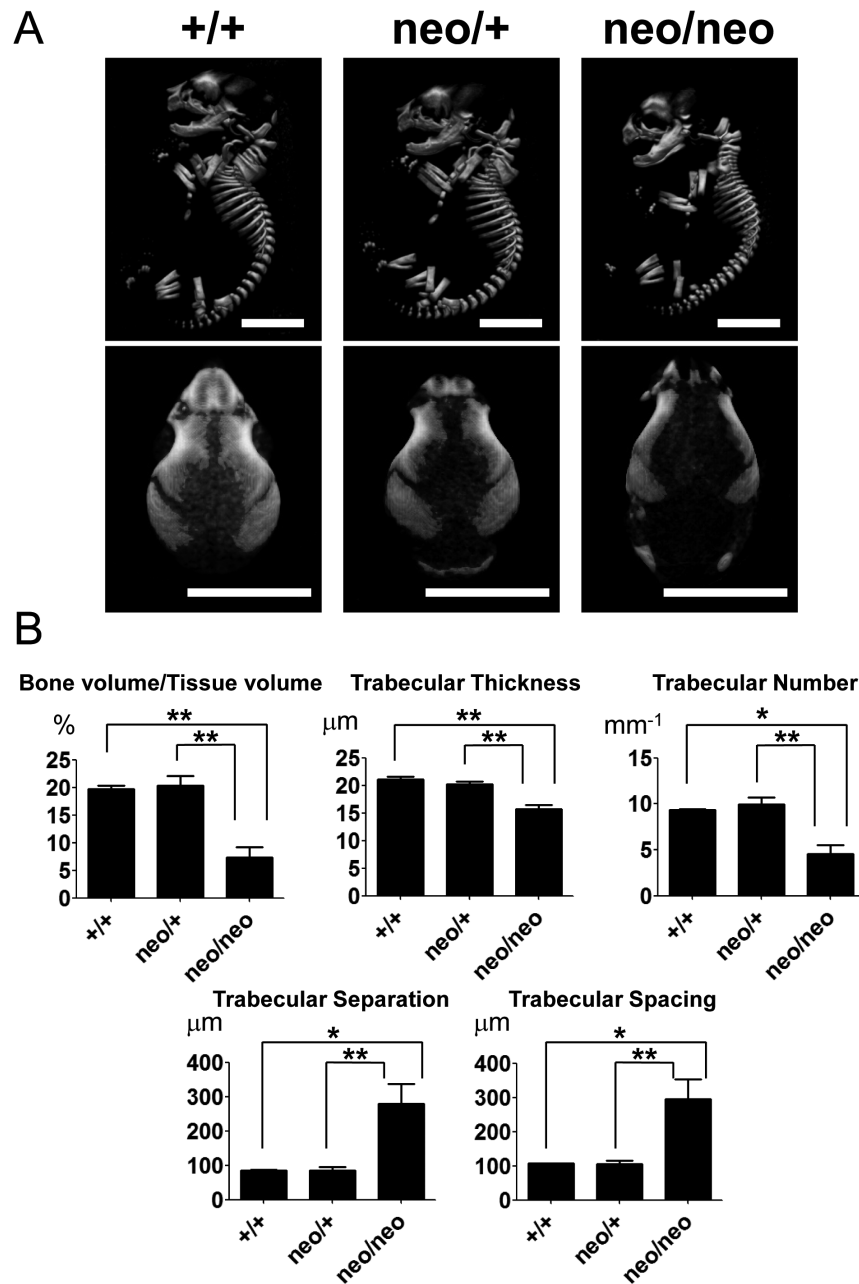 A
+/+ neo/+ neo/neo
B
Bone volume/Tissue volume
%
**
**
25
20
15
10
5
0
+/+ neo/+ neo/neo
Trabecular Thickness
μm
**
**
25
20
15
10
5
0
+/+ neo/+ neo/neo
Trabecular Number
mm-1
*
**
15
10
5
0
+/+ neo/+ neo/neo
Trabecular Separation
μm
*
**
400
300
200
100
0
+/+ neo/+ neo/neo
Trabecular Spacing
μm
*
**
400
300
200
100
0
+/+ neo/+ neo/neo